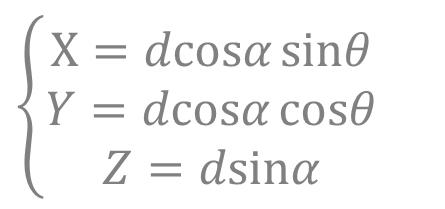 X = dcosα sinθ
Y = dcosα cosθ
Z = dsinα